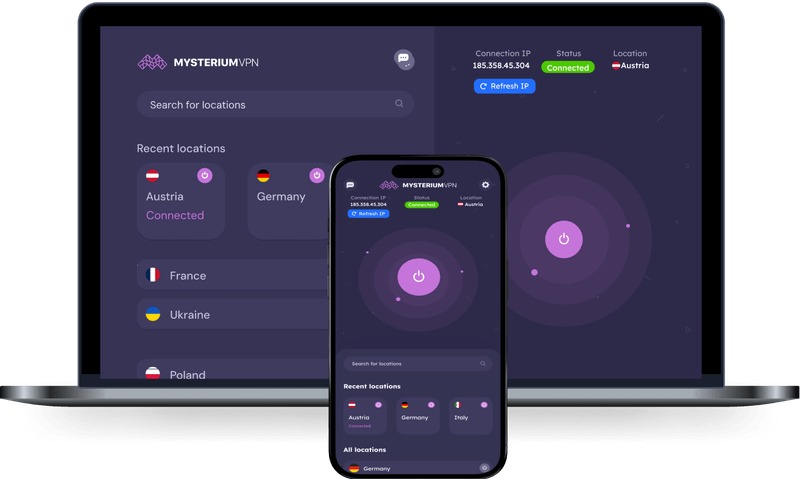 MYSTERIUMVPN
Search for locations
Recent locations
Austria
Connected
Germany
France
Ukraine
Poland
Connection IP
185.358.45.304
Refresh IP
Status
Connected
Location
Austria
MYSTERIUMVPN
Connection IP
185.358.45.304
Refresh IP
Status
Connected
Location
Austria
Search for locations
Recent locations
Austria
Connected
Germany
Italy
All locations
Germany